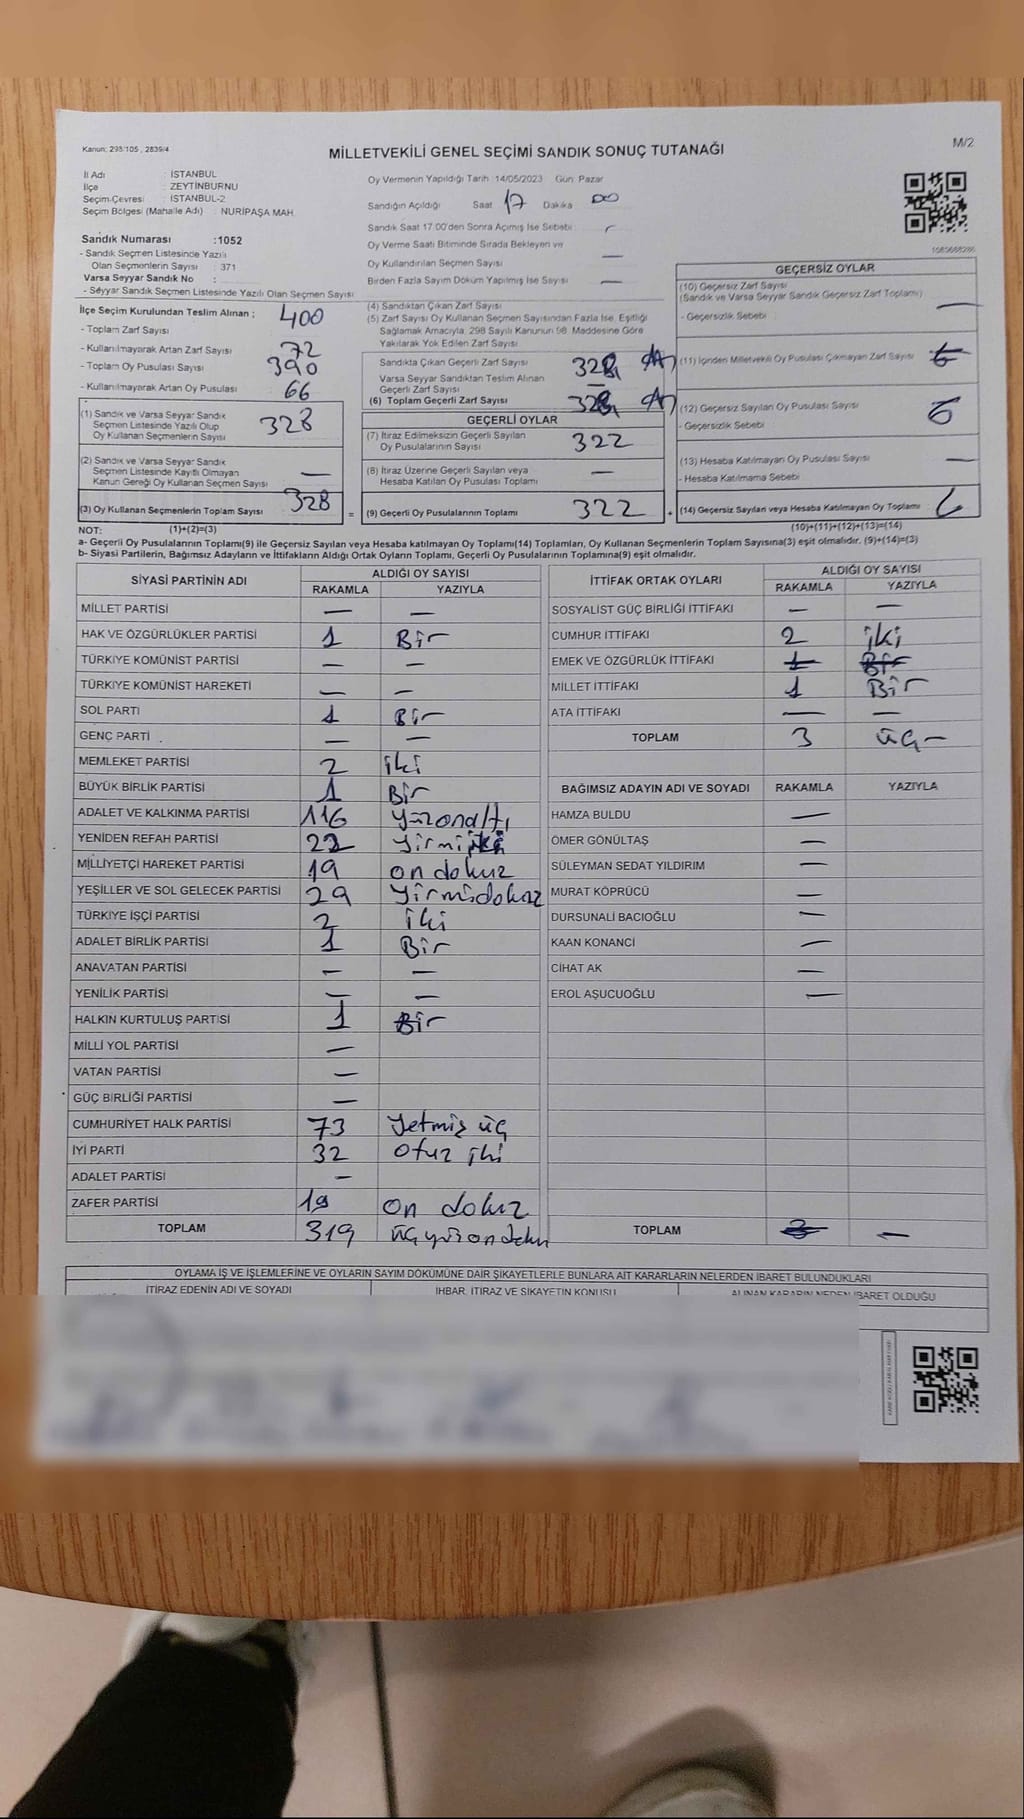 Kanun: 298/105 , 2839/4
MİLLETVEKİLİ GENEL SEÇİMİ SANDIK SONUÇ TUTANAĞI
M/2
İl Adı : İSTANBUL
İlçe : ZEYTİNBURNU
Seçim Çevresi : İSTANBUL-2
Seçim Bölgesi (Mahalle Adı) : NURİPAŞA MAH.
Sandık Numarası :1052
- Sandık Seçmen Listesinde Yazılı
Olan Seçmenlerin Sayısı : 371
Varsa Seyyar Sandık No :
- Seyyar Sandık Seçmen Listesinde Yazılı Olan Seçmen Sayısı
Oy Vermenin Yapıldığı Tarih :14/05/2023 Gün: Pazar
Sandığın Açıldığı Saat 17 Dakika 00
Sandık Saat 17.00'den Sonra Açılmış İse Sebebi
Oy Verme Saati Bitiminde Sırada Bekleyen ve
Oy Kullandırılan Seçmen Sayısı —
Birden Fazla Sayım Döküm Yapılmış İse Sayısı —
İlçe Seçim Kurulundan Teslim Alınan ;
- Toplam Zarf Sayısı 400
- Kullanılmayarak Artan Zarf Sayısı 72
- Toplam Oy Pusulası Sayısı 390
- Kullanılmayarak Artan Oy Pusulası 66
(1) Sandık ve Varsa Seyyar Sandık
Seçmen Listesinde Yazılı Olup
Oy Kullanan Seçmenlerin Sayısı 328
(2) Sandık ve Varsa Seyyar Sandık
Seçmen Listesinde Kayıtlı Olmayan
Kanun Gereği Oy Kullanan Seçmen Sayısı —
(3) Oy Kullanan Seçmenlerin Toplam Sayısı 328
(1)+(2)=(3)
(4) Sandıktan Çıkan Zarf Sayısı
(5) Zarf Sayısı Oy Kullanan Seçmen Sayısından Fazla İse, Eşitliği
Sağlamak Amacıyla, 298 Sayılı Kanunun 98. Maddesine Göre
Yakılarak Yok Edilen Zarf Sayısı
Sandıkta Çıkan Geçerli Zarf Sayısı 328
Varsa Seyyar Sandıktan Teslim Alınan
Geçerli Zarf Sayısı —
(6) Toplam Geçerli Zarf Sayısı 328
GEÇERLİ OYLAR
(7) İtiraz Edilmeksizin Geçerli Sayılan
Oy Pusulalarının Sayısı 322
(8) İtiraz Üzerine Geçerli Sayılan veya
Hesaba Katılan Oy Pusulası Toplamı —
= (9) Geçerli Oy Pusulalarının Toplamı 322 +
GEÇERSİZ OYLAR
(10) Geçersiz Zarf Sayısı
(Sandık ve Varsa Seyyar Sandık Geçersiz Zarf Toplamı) —
- Geçersizlik Sebebi
(11) İçinden Milletvekili Oy Pusulası Çıkmayan Zarf Sayısı
(12) Geçersiz Sayılan Oy Pusulası Sayısı 6
- Geçersizlik Sebebi
(13) Hesaba Katılmayan Oy Pusulası Sayısı —
- Hesaba Katılmama Sebebi
(14) Geçersiz Sayılan veya Hesaba Katılmayan Oy Toplamı 6
(10)+(11)+(12)+(13)=(14)
NOT:
a- Geçerli Oy Pusulalarının Toplamı(9) ile Geçersiz Sayılan veya Hesaba katılmayan Oy Toplamı(14) Toplamları, Oy Kullanan Seçmenlerin Toplam Sayısına(3) eşit olmalıdır. (9)+(14)=(3)
b- Siyasi Partilerin, Bağımsız Adayların ve İttifakların Aldığı Ortak Oyların Toplamı, Geçerli Oy Pusulalarının Toplamına(9) eşit olmalıdır.
SİYASİ PARTİNİN ADI ALDIĞI OY SAYISI
RAKAMLA YAZIYLA
MİLLET PARTİSİ — —
HAK VE ÖZGÜRLÜKLER PARTİSİ 1 Bir
TÜRKİYE KOMÜNİST PARTİSİ — —
TÜRKİYE KOMÜNİST HAREKETİ — —
SOL PARTİ 1 Bir
GENÇ PARTİ — —
MEMLEKET PARTİSİ 2 iki
BÜYÜK BİRLİK PARTİSİ 1 Bir
ADALET VE KALKINMA PARTİSİ 116 Yüzonaltı
YENİDEN REFAH PARTİSİ 22 Yirmiiki
MİLLİYETÇİ HAREKET PARTİSİ 19 on dokuz
YEŞİLLER VE SOL GELECEK PARTİSİ 29 Yirmidokuz
TÜRKİYE İŞÇİ PARTİSİ 2 iki
ADALET BİRLİK PARTİSİ 1 Bir
ANAVATAN PARTİSİ — —
YENİLİK PARTİSİ — —
HALKIN KURTULUŞ PARTİSİ 1 Bir
MİLLİ YOL PARTİSİ —
VATAN PARTİSİ —
GÜÇ BİRLİĞİ PARTİSİ —
CUMHURİYET HALK PARTİSİ 73 Yetmiş üç
İYİ PARTİ 32 Otuz iki
ADALET PARTİSİ —
ZAFER PARTİSİ 19 on dokuz
TOPLAM 319 üçyüzondokuz
İTTİFAK ORTAK OYLARI ALDIĞI OY SAYISI
RAKAMLA YAZIYLA
SOSYALİST GÜÇ BİRLİĞİ İTTİFAKI — —
CUMHUR İTTİFAKI 2 iki
EMEK VE ÖZGÜRLÜK İTTİFAKI 1 Bir
MİLLET İTTİFAKI 1 Bir
ATA İTTİFAKI — —
TOPLAM 3 üç
BAĞIMSIZ ADAYIN ADI VE SOYADI RAKAMLA YAZIYLA
HAMZA BULDU —
ÖMER GÖNÜLTAŞ —
SÜLEYMAN SEDAT YILDIRIM —
MURAT KÖPRÜCÜ —
DURSUNALİ BACIOĞLU —
KAAN KONANCİ —
CİHAT AK —
EROL AŞUCUOĞLU —
TOPLAM 3 —
OYLAMA İŞ VE İŞLEMLERİNE VE OYLARIN SAYIM DÖKÜMÜNE DAİR ŞİKAYETLERLE BUNLARA AİT KARARLARIN NELERDEN İBARET BULUNDUKLARI
İTİRAZ EDENİN ADI VE SOYADI İHBAR, İTİRAZ VE ŞİKAYETİN KONUSU ALINAN KARARIN NEDEN İBARET OLDUĞU